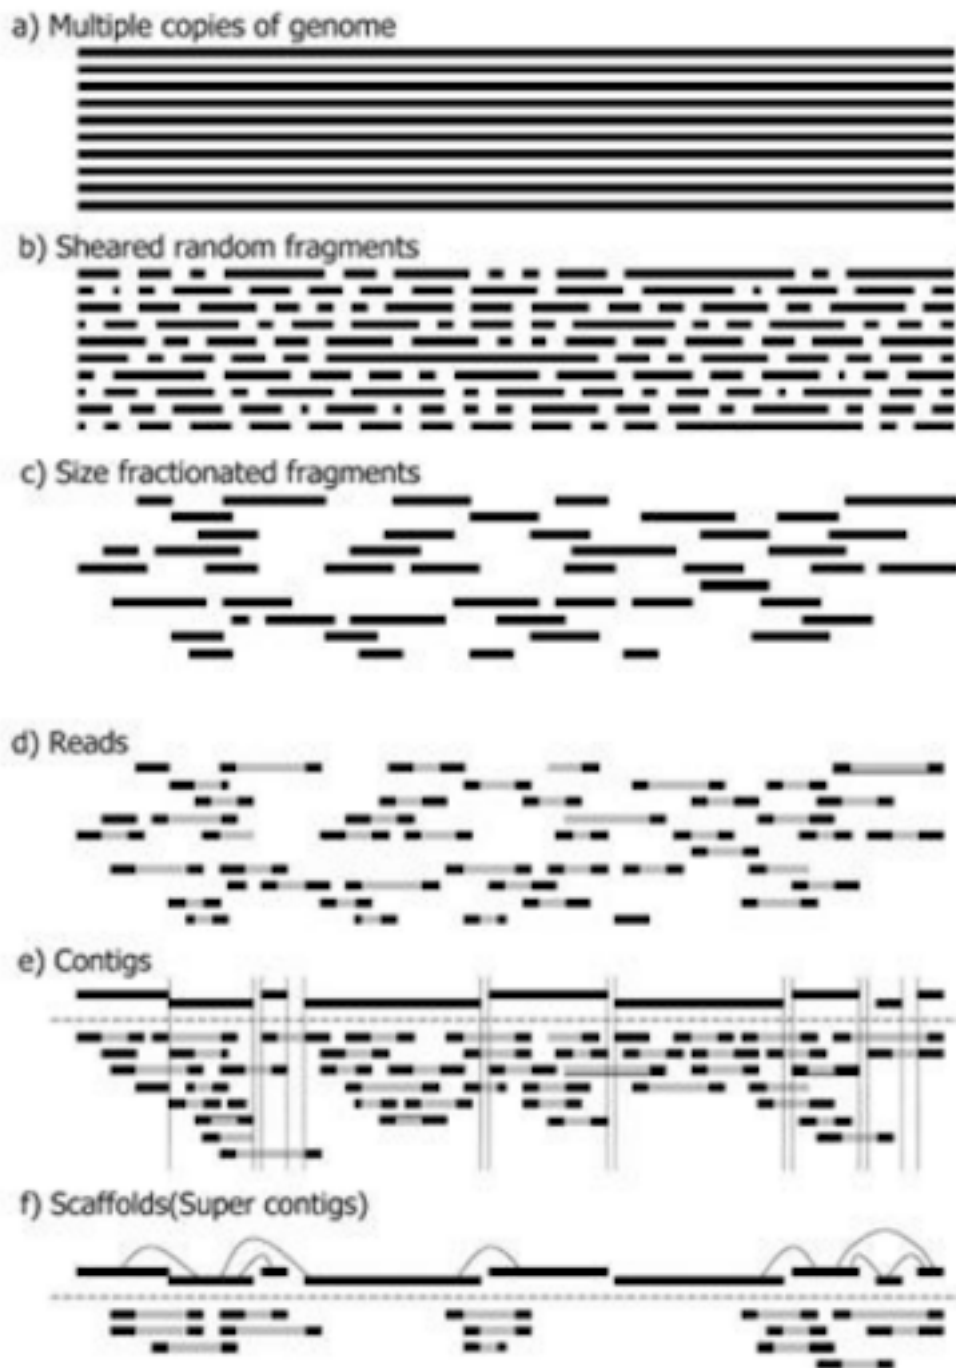 a) Multiple copies of genome
b) Sheared random fragments
c) Size fractionated fragments
d) Reads
e) Contigs
f) Scaffolds(Super contigs)